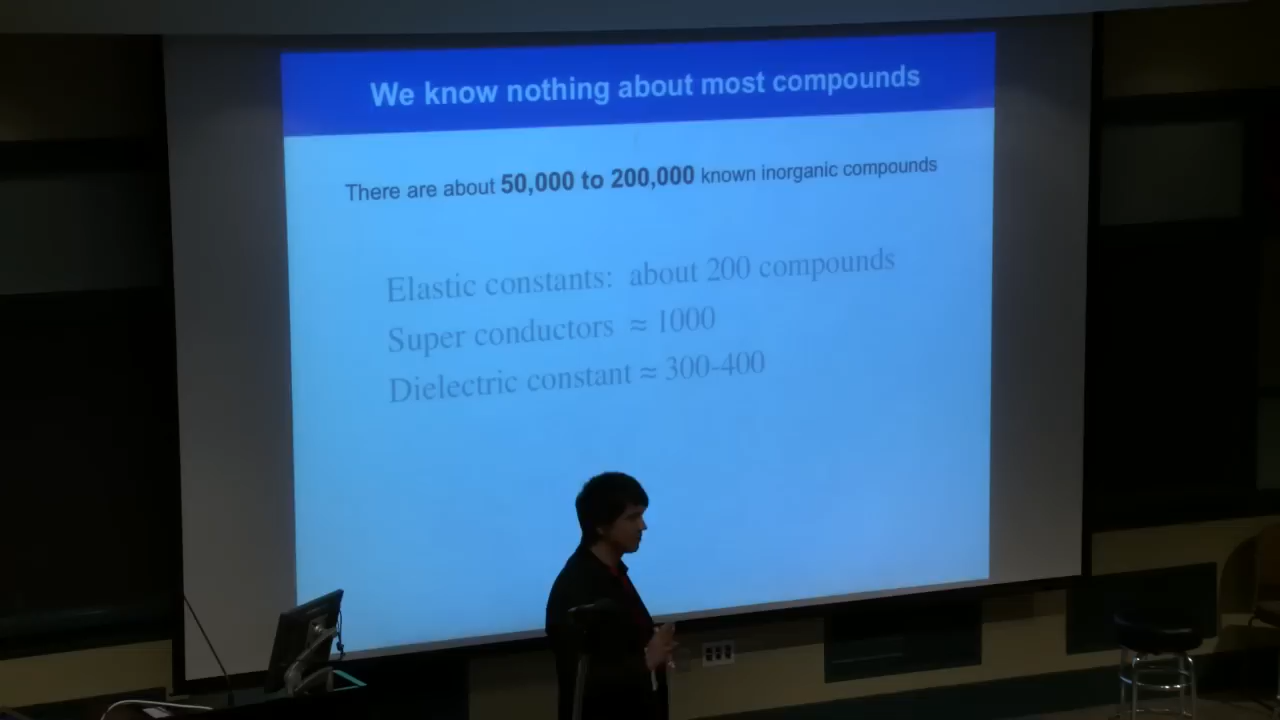 We know nothing about most compounds
There are about 50,000 to 200,000 known inorganic compounds
Elastic constants: about 200 compounds
Super conductors ≈ 1000
Dielectric constant ≈ 300-400